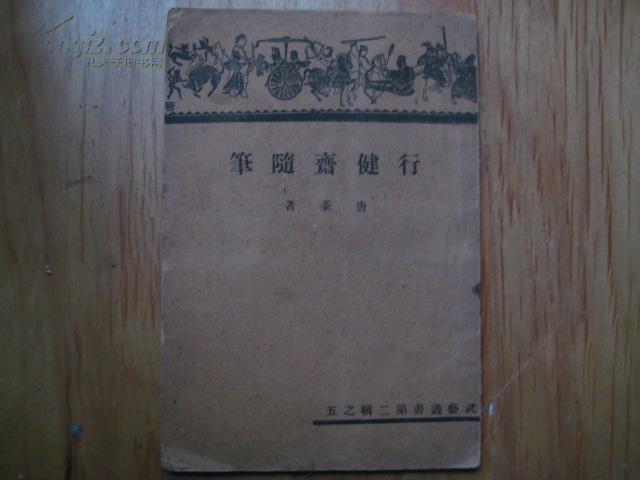 行健齋隨筆
唐豪著
武藝叢書第二輯之五